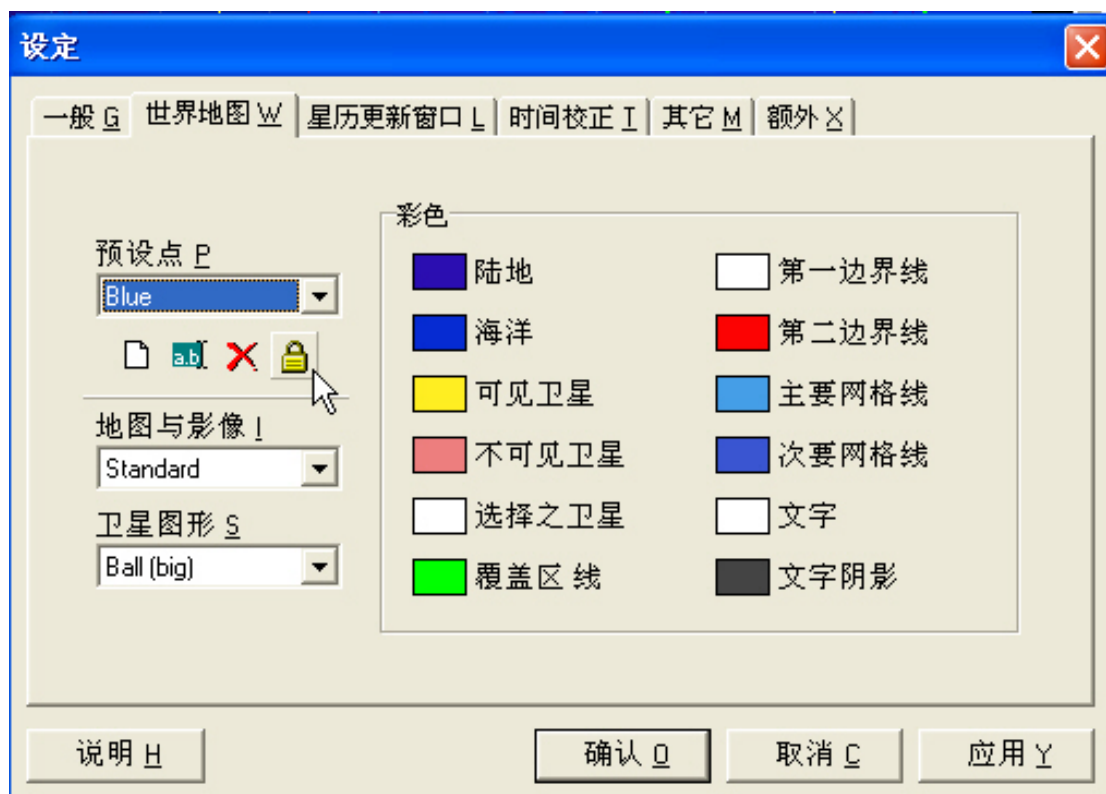 设定
一般 G 世界地图 W 星历更新窗口 L 时间校正 T 其它 M 额外 X
预设点 P
Blue
a.b
地图与影像 I
Standard
卫星图形 S
Ball (big)
彩色
陆地 第一边界线
海洋 第二边界线
可见卫星 主要网格线
不可见卫星 次要网格线
选择之卫星 文字
覆盖区 线 文字阴影
说明 H 确认 O 取消 C 应用 Y